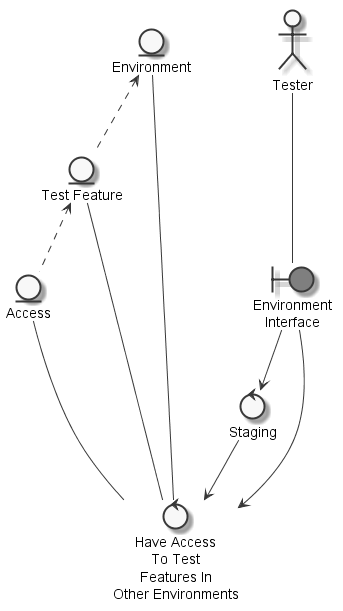 Environment
Tester
Test Feature
Access
Environment
Interface
Staging
Have Access
To Test
Features In
Other Environments